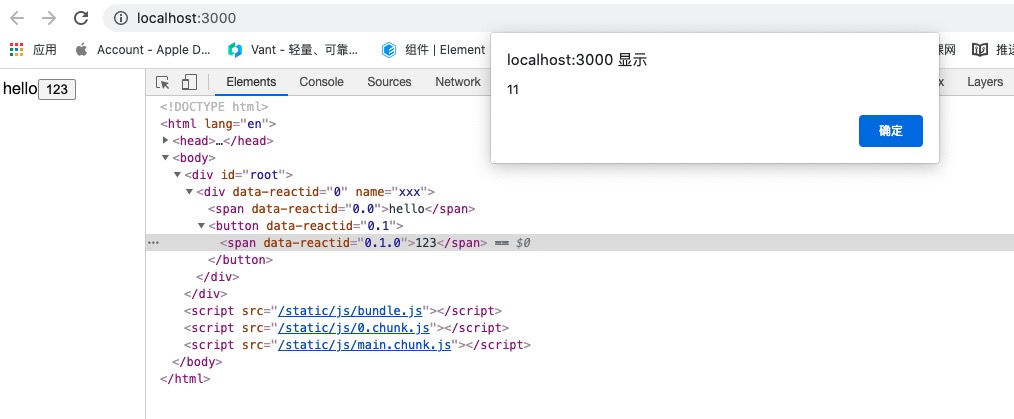 localhost:3000
应用 Account - Apple D... Vant - 轻量、可靠... 组件 | Element 课网
localhost:3000 显示
11
确定
hello 123
Elements Console Sources Network x Layers
<!DOCTYPE html>
<html lang="en">
<head>…</head>
<body>
<div id="root">
<div data-reactid="0" name="xxx">
<span data-reactid="0.0">hello</span>
<button data-reactid="0.1">
<span data-reactid="0.1.0">123</span> == $0
</button>
</div>
</div>
<script src="/static/js/bundle.js"></script>
<script src="/static/js/0.chunk.js"></script>
<script src="/static/js/main.chunk.js"></script>
</body>
</html>